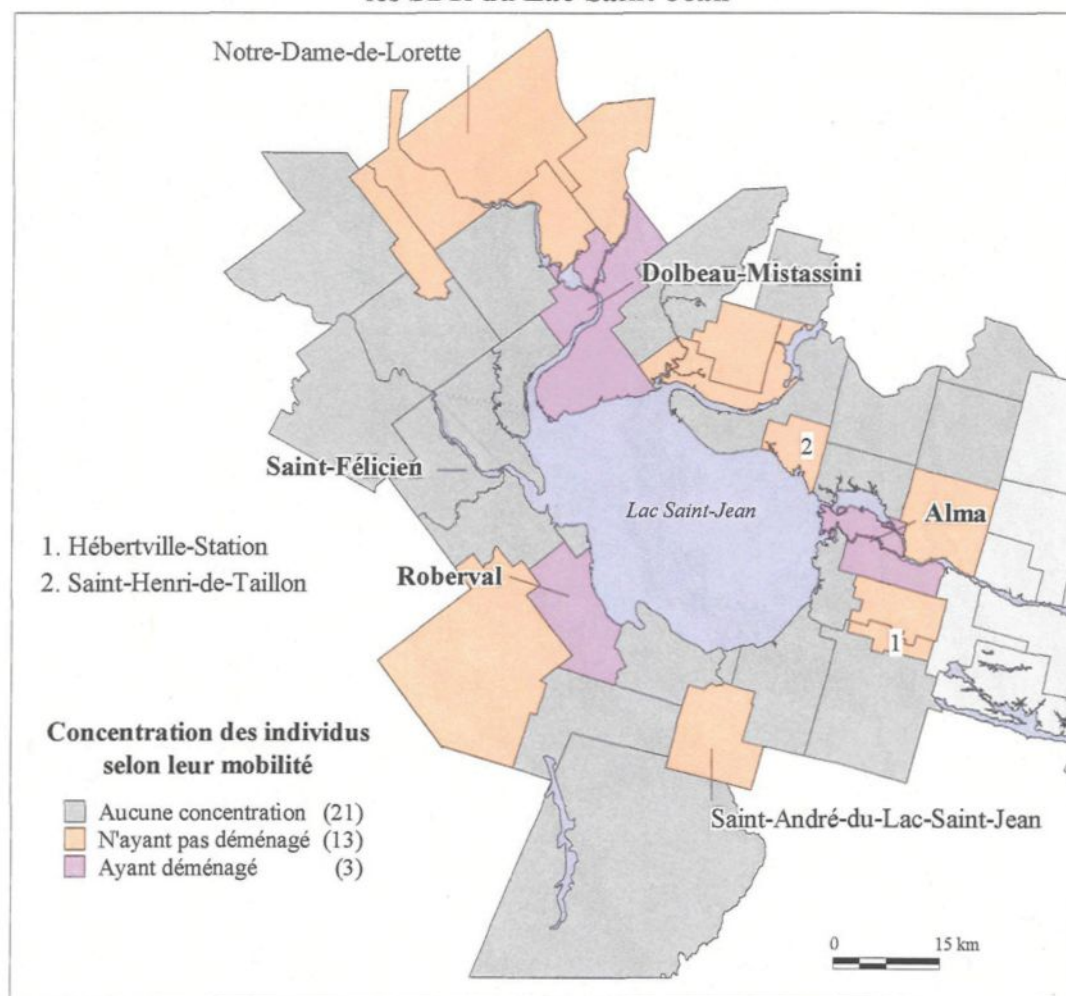 Notre-Dame-de-Lorette
Dolbeau-Mistassini
2
Saint-Félicien
Lac Saint-Jean
Alma
1. Hébertville-Station
2. Saint-Henri-de-Taillon
Roberval
1
Concentration des individus
selon leur mobilité
Aucune concentration (21)
N'ayant pas déménagé (13)
Ayant déménagé (3)
Saint-André-du-Lac-Saint-Jean
0 15 km